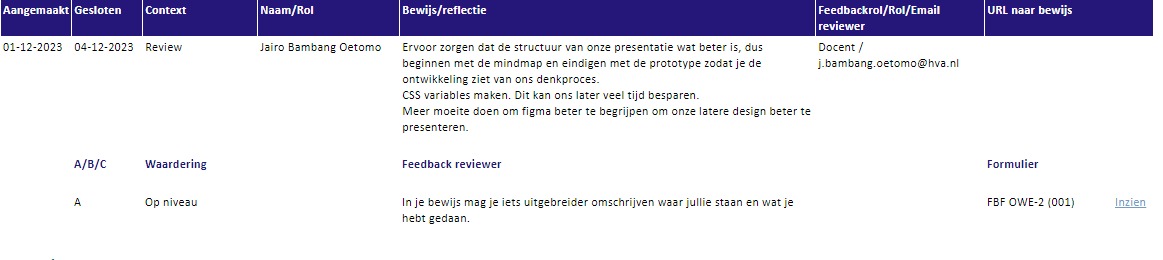 Aangemaakt Gesloten Context Naam/Rol Bewijs/reflectie Feedbackrol/Rol/Email reviewer URL naar bewijs
01-12-2023 04-12-2023 Review Jairo Bambang Oetomo Ervoor zorgen dat de structuur van onze presentatie wat beter is, dus Docent /
beginnen met de mindmap en eindigen met de prototype zodat je de j.bambang.oetomo@hva.nl
ontwikkeling ziet van ons denkproces.
CSS variables maken. Dit kan ons later veel tijd besparen.
Meer moeite doen om figma beter te begrijpen om onze latere design beter te
presenteren.
A/B/C Waardering Feedback reviewer Formulier
A Op niveau In je bewijs mag je iets uitgebreider omschrijven waar jullie staan en wat je FBF OWE-2 (001) Inzien
hebt gedaan.